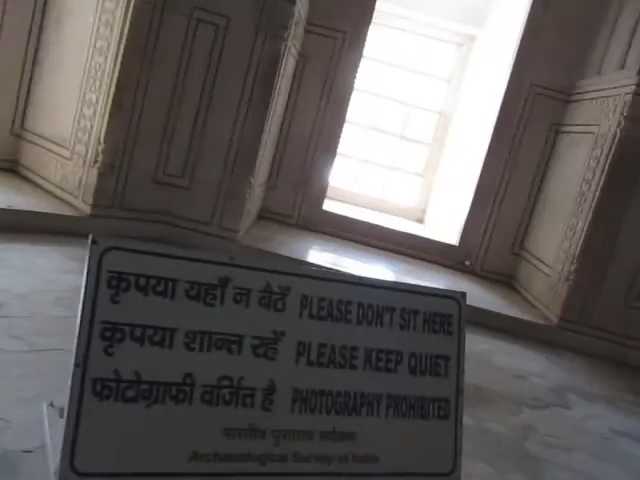 कृपया यहाँ न बैठें PLEASE DON'T SIT HERE
कृपया शान्त रहें PLEASE KEEP QUIET
फोटोग्राफी वर्जित है PHOTOGRAPHY PROHIBITED
भारतीय पुरातत्व सर्वेक्षण
Archaeological Survey of India